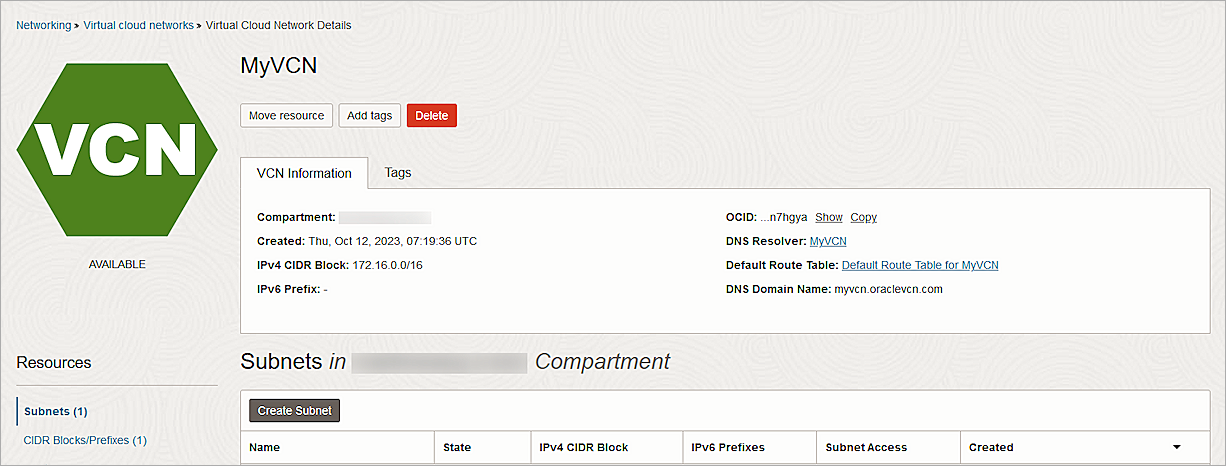 Networking » Virtual cloud networks » Virtual Cloud Network Details
VCN
AVAILABLE
MyVCN
Move resource Add tags Delete
VCN Information Tags
Compartment:
Created: Thu, Oct 12, 2023, 07:19:36 UTC
IPv4 CIDR Block: 172.16.0.0/16
IPv6 Prefix: -
OCID: ...n7hgya Show Copy
DNS Resolver: MyVCN
Default Route Table: Default Route Table for MyVCN
DNS Domain Name: myvcn.oraclevcn.com
Resources
Subnets (1)
CIDR Blocks/Prefixes (1)
Subnets in Compartment
Create Subnet
Name State IPv4 CIDR Block IPv6 Prefixes Subnet Access Created